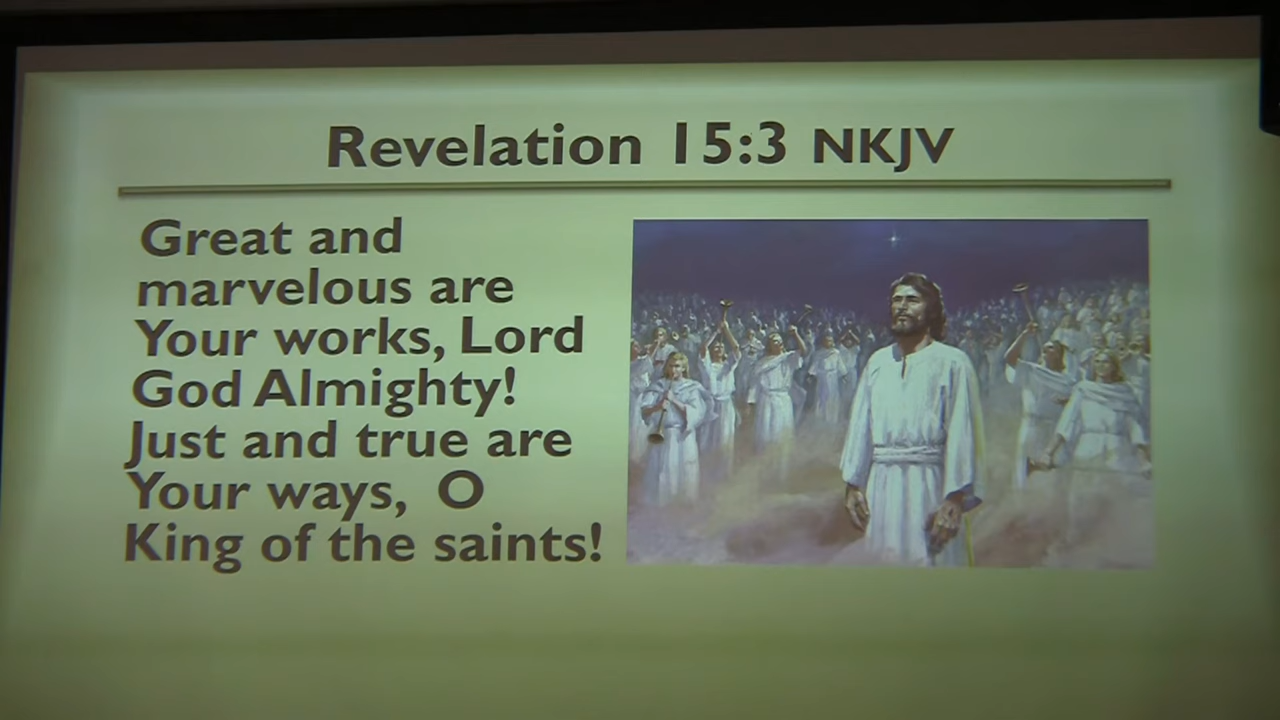 Revelation 15:3 NKJV
Great and
marvelous are
Your works, Lord
God Almighty!
Just and true are
Your ways, O
King of the saints!